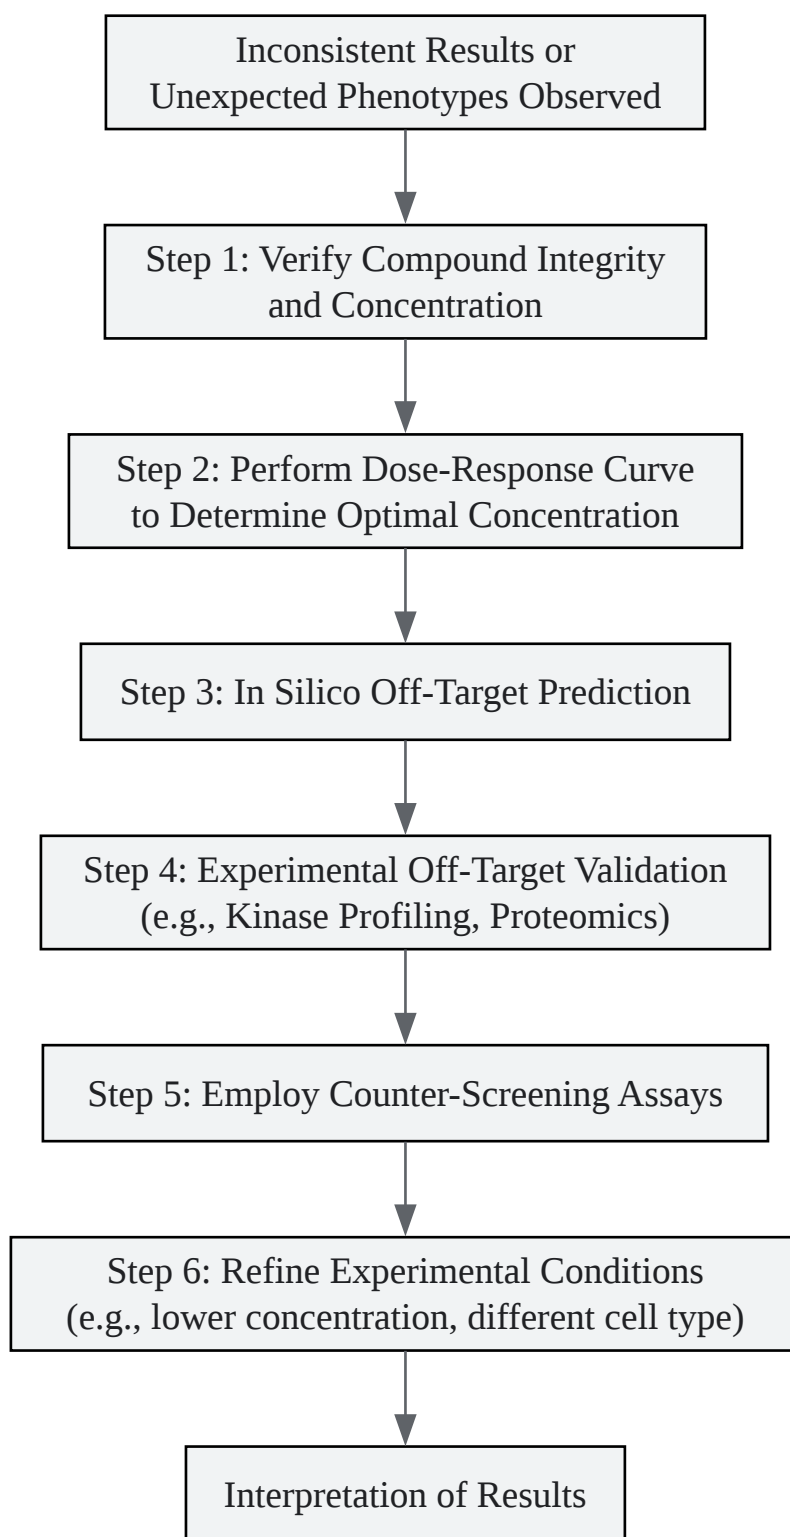 Inconsistent Results or
Unexpected Phenotypes Observed
Step 1: Verify Compound Integrity
and Concentration
Step 2: Perform Dose-Response Curve
to Determine Optimal Concentration
Step 3: In Silico Off-Target Prediction
Step 4: Experimental Off-Target Validation
(e.g., Kinase Profiling, Proteomics)
Step 5: Employ Counter-Screening Assays
Step 6: Refine Experimental Conditions
(e.g., lower concentration, different cell type)
Interpretation of Results